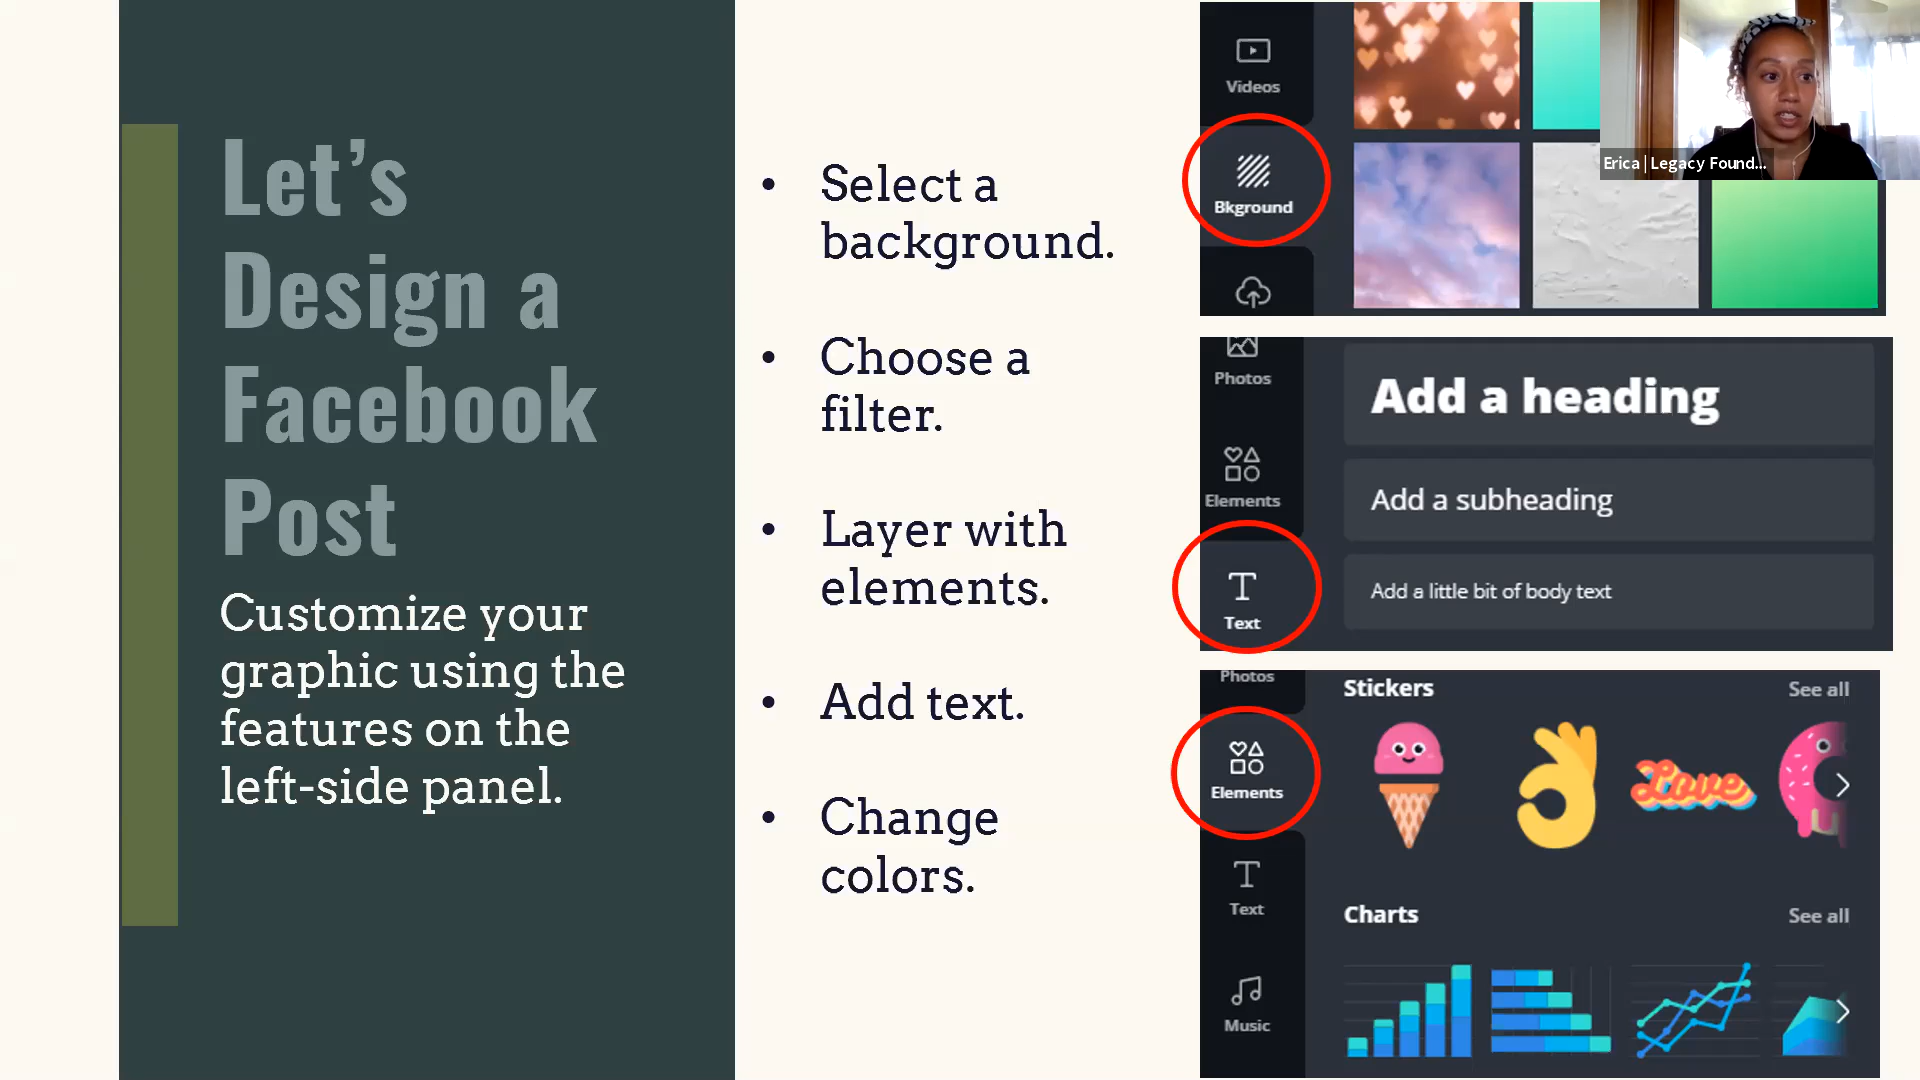 Let's
Design a
Facebook
Post
Customize your
graphic using the
features on the
left-side panel.
• Select a
background.
• Choose a
filter.
• Layer with
elements.
• Add text.
• Change
colors.
Videos
Bkground
Erica | Legacy Found...
Photos
Elements
Text
Add a heading
Add a subheading
Add a little bit of body text
Photos
Elements
Text
Music
Stickers See all
Love
Charts See all